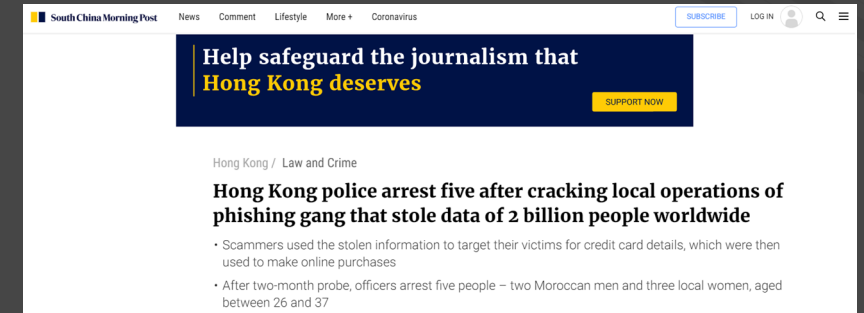 South China Morning Post News Comment Lifestyle More + Coronavirus SUBSCRIBE LOG IN
Help safeguard the journalism that
Hong Kong deserves
SUPPORT NOW
Hong Kong / Law and Crime
Hong Kong police arrest five after cracking local operations of
phishing gang that stole data of 2 billion people worldwide
• Scammers used the stolen information to target their victims for credit card details, which were then
used to make online purchases
• After two-month probe, officers arrest five people – two Moroccan men and three local women, aged
between 26 and 37